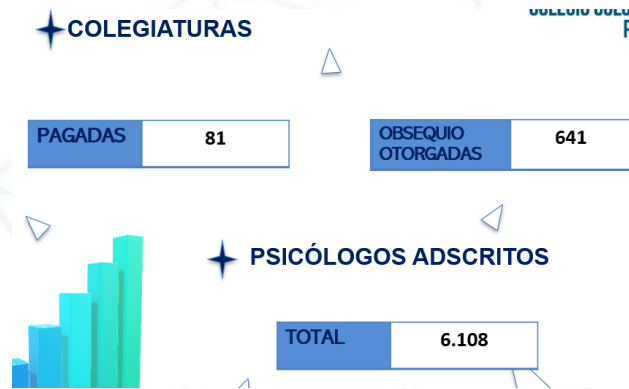 COLEGIATURAS
PAGADAS 81
OBSEQUIO OTORGADAS 641
PSICÓLOGOS ADSCRITOS
TOTAL 6.108